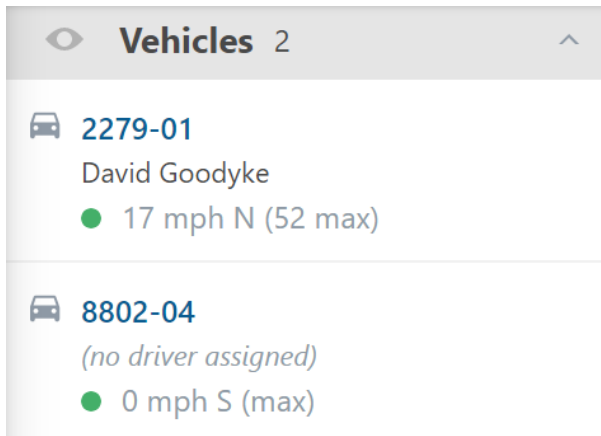 Vehicles 2
2279-01
David Goodyke
17 mph N (52 max)
8802-04
(no driver assigned)
0 mph S (max)